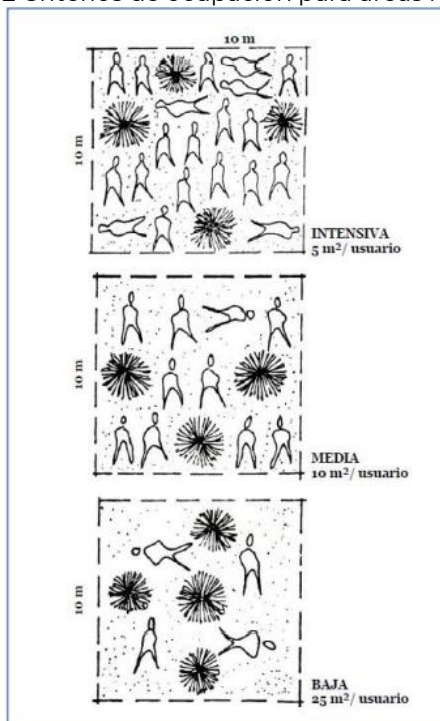 10 m
10 m
INTENSIVA
5 m²/ usuario
10 m
MEDIA
10 m²/ usuario
10 m
BAJA
25 m²/ usuario